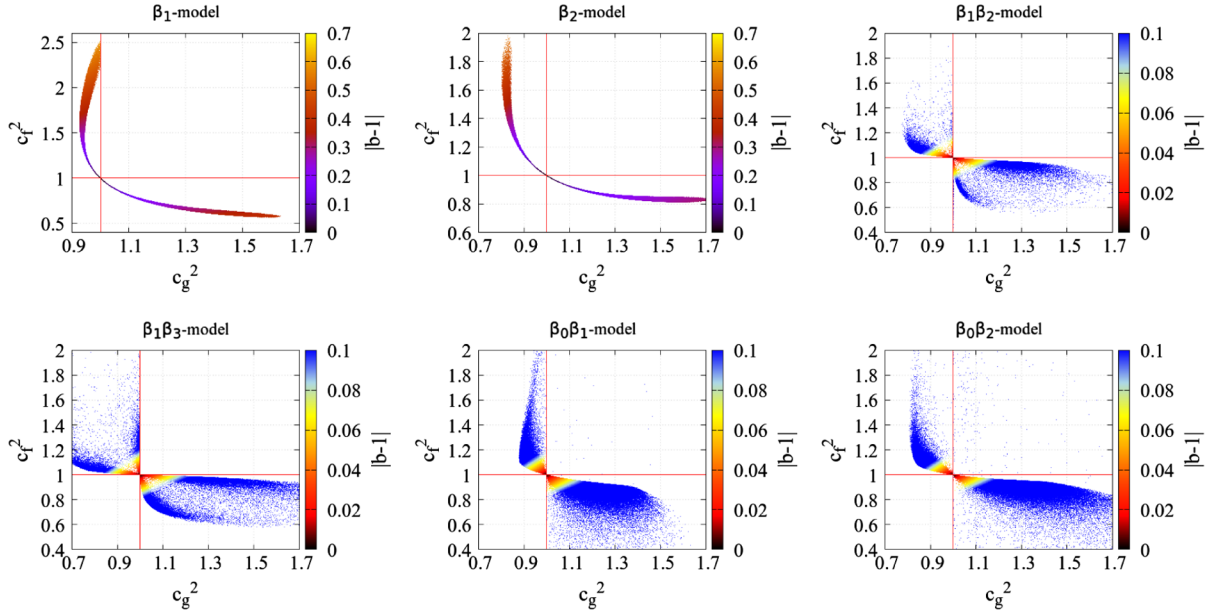 β₁-model
c_f^2
2.5
2
1.5
1
0.5
0.9 1.1 1.3 1.5 1.7
c_g^2
0.7
0.6
0.5
0.4
0.3
0.2
0.1
0
|b-1|
β₂-model
c_f^2
2
1.8
1.6
1.4
1.2
1
0.8
0.6
0.7 0.9 1.1 1.3 1.5 1.7
c_g^2
0.7
0.6
0.5
0.4
0.3
0.2
0.1
0
|b-1|
β₁β₂-model
c_f^2
2
1.8
1.6
1.4
1.2
1
0.8
0.6
0.4
0.7 0.9 1.1 1.3 1.5 1.7
c_g^2
0.1
0.08
0.06
0.04
0.02
0
|b-1|
β₁β₃-model
c_f^2
2
1.8
1.6
1.4
1.2
1
0.8
0.6
0.4
0.7 0.9 1.1 1.3 1.5 1.7
c_g^2
0.1
0.08
0.06
0.04
0.02
0
|b-1|
β₀β₁-model
c_f^2
2
1.8
1.6
1.4
1.2
1
0.8
0.6
0.4
0.7 0.9 1.1 1.3 1.5 1.7
c_g^2
0.1
0.08
0.06
0.04
0.02
0
|b-1|
β₀β₂-model
c_f^2
2
1.8
1.6
1.4
1.2
1
0.8
0.6
0.4
0.7 0.9 1.1 1.3 1.5 1.7
c_g^2
0.1
0.08
0.06
0.04
0.02
0
|b-1|